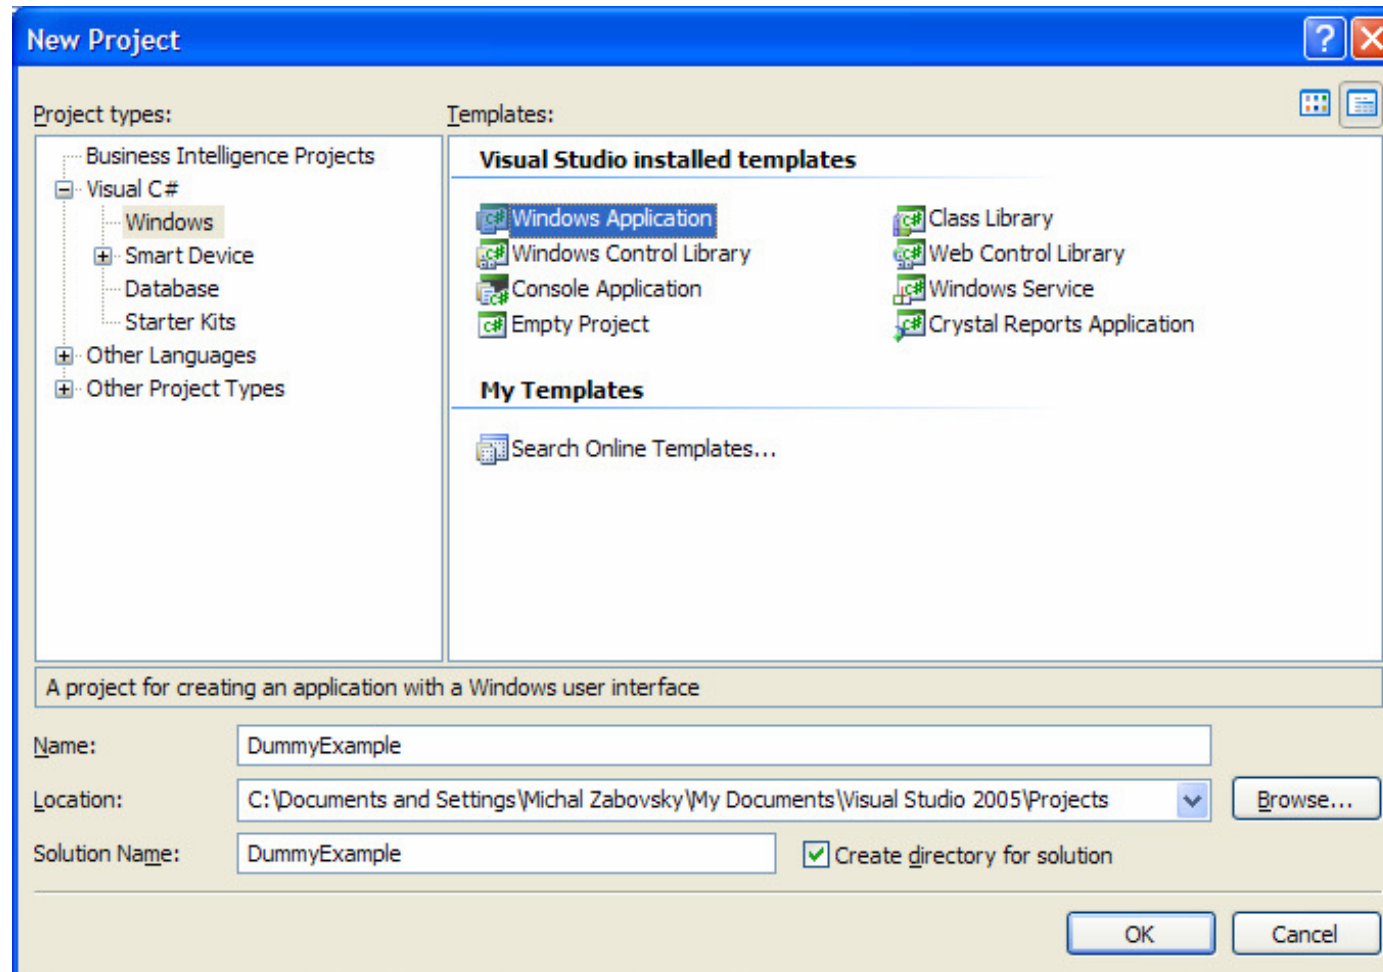 New Project
Project types:
Templates:
Business Intelligence Projects
Visual C#
Windows
Smart Device
Database
Starter Kits
Other Languages
Other Project Types
Visual Studio installed templates
Windows Application
Class Library
Windows Control Library
Web Control Library
Console Application
Windows Service
Empty Project
Crystal Reports Application
My Templates
Search Online Templates...
A project for creating an application with a Windows user interface
Name:
DummyExample
Location:
C:\Documents and Settings\Michal Zabovsky\My Documents\Visual Studio 2005\Projects
Browse...
Solution Name:
DummyExample
Create directory for solution
OK
Cancel